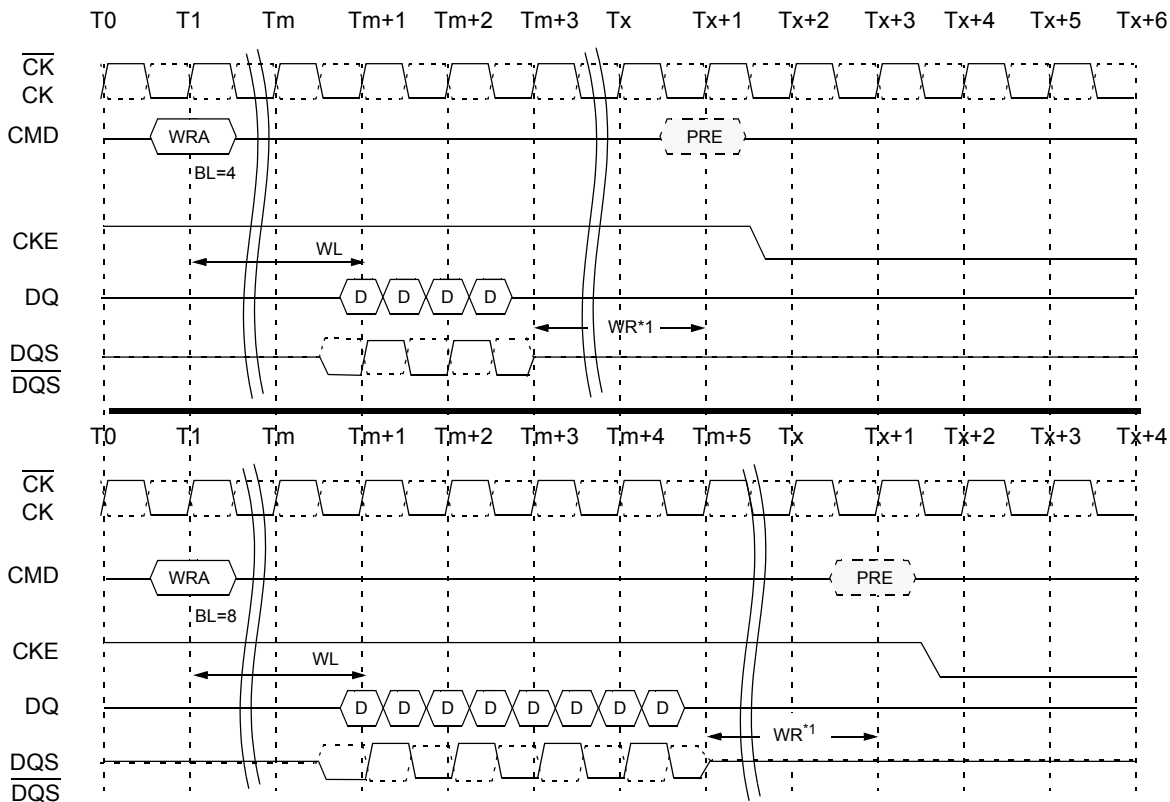 T0 T1 Tm Tm+1 Tm+2 Tm+3 Tx Tx+1 Tx+2 Tx+3 Tx+4 Tx+5 Tx+6
CK
CK
CMD WRA PRE
BL=4
CKE
WL
DQ D D D D
WR*1
DQS
DQS
T0 T1 Tm Tm+1 Tm+2 Tm+3 Tm+4 Tm+5 Tx Tx+1 Tx+2 Tx+3 Tx+4
CK
CK
CMD WRA PRE
BL=8
CKE
WL
DQ D D D D D D D D
WR*1
DQS
DQS